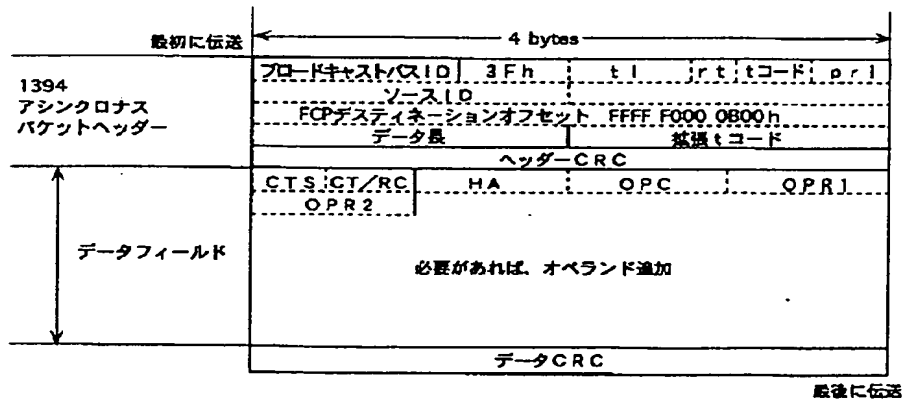 最初に伝送
4 bytes
ブロードキャストバスID 3Fh tl rt tコード pri
ソースID
1394
アシンクロナス
パケットヘッダー
FCPデスティネーションオフセット FFFF F000 0B00h
データ長 拡張tコード
ヘッダーCRC
CTS CT/RC HA OPC OPR1
OPR2
データフィールド
必要があれば、オペランド追加
データCRC
最後に伝送